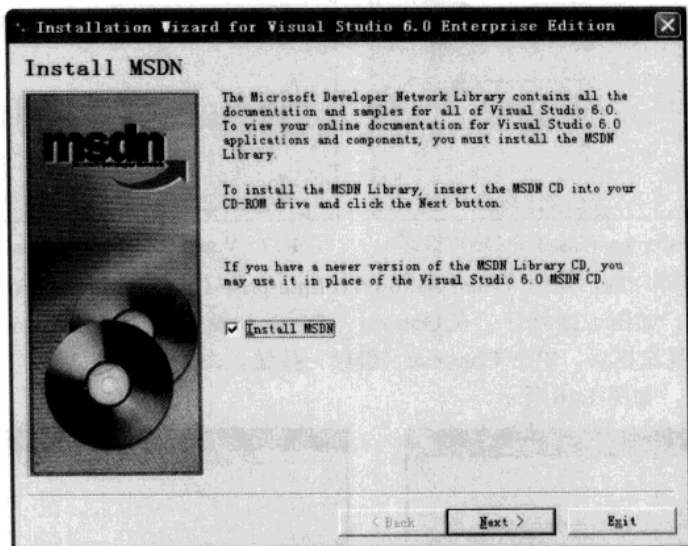 Installation Wizard for Visual Studio 6.0 Enterprise Edition
Install MSDN
msdn
The Microsoft Developer Network Library contains all the
documentation and samples for all of Visual Studio 6.0.
To view your online documentation for Visual Studio 6.0
applications and components, you must install the MSDN
Library.
To install the MSDN Library, insert the MSDN CD into your
CD-ROM drive and click the Next button.
If you have a newer version of the MSDN Library CD, you
may use it in place of the Visual Studio 6.0 MSDN CD.
Install MSDN
< Back
Next >
Exit